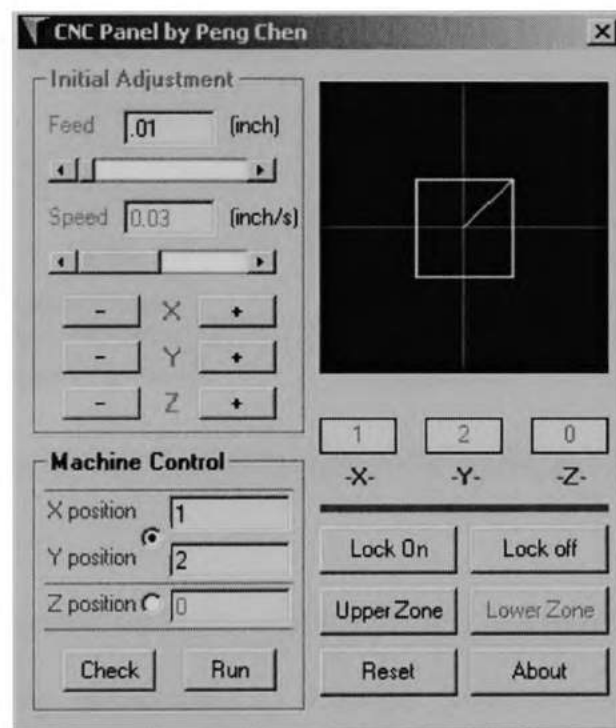 CNC Panel by Peng Chen
Initial Adjustment
Feed .01 (inch)
Speed 0.03 (inch/s)
- X +
- Y +
- Z +
1 2 0
-X- -Y- -Z-
Machine Control
X position 1
Y position 2
Z position 0
Check Run
Lock On Lock off
Upper Zone Lower Zone
Reset About